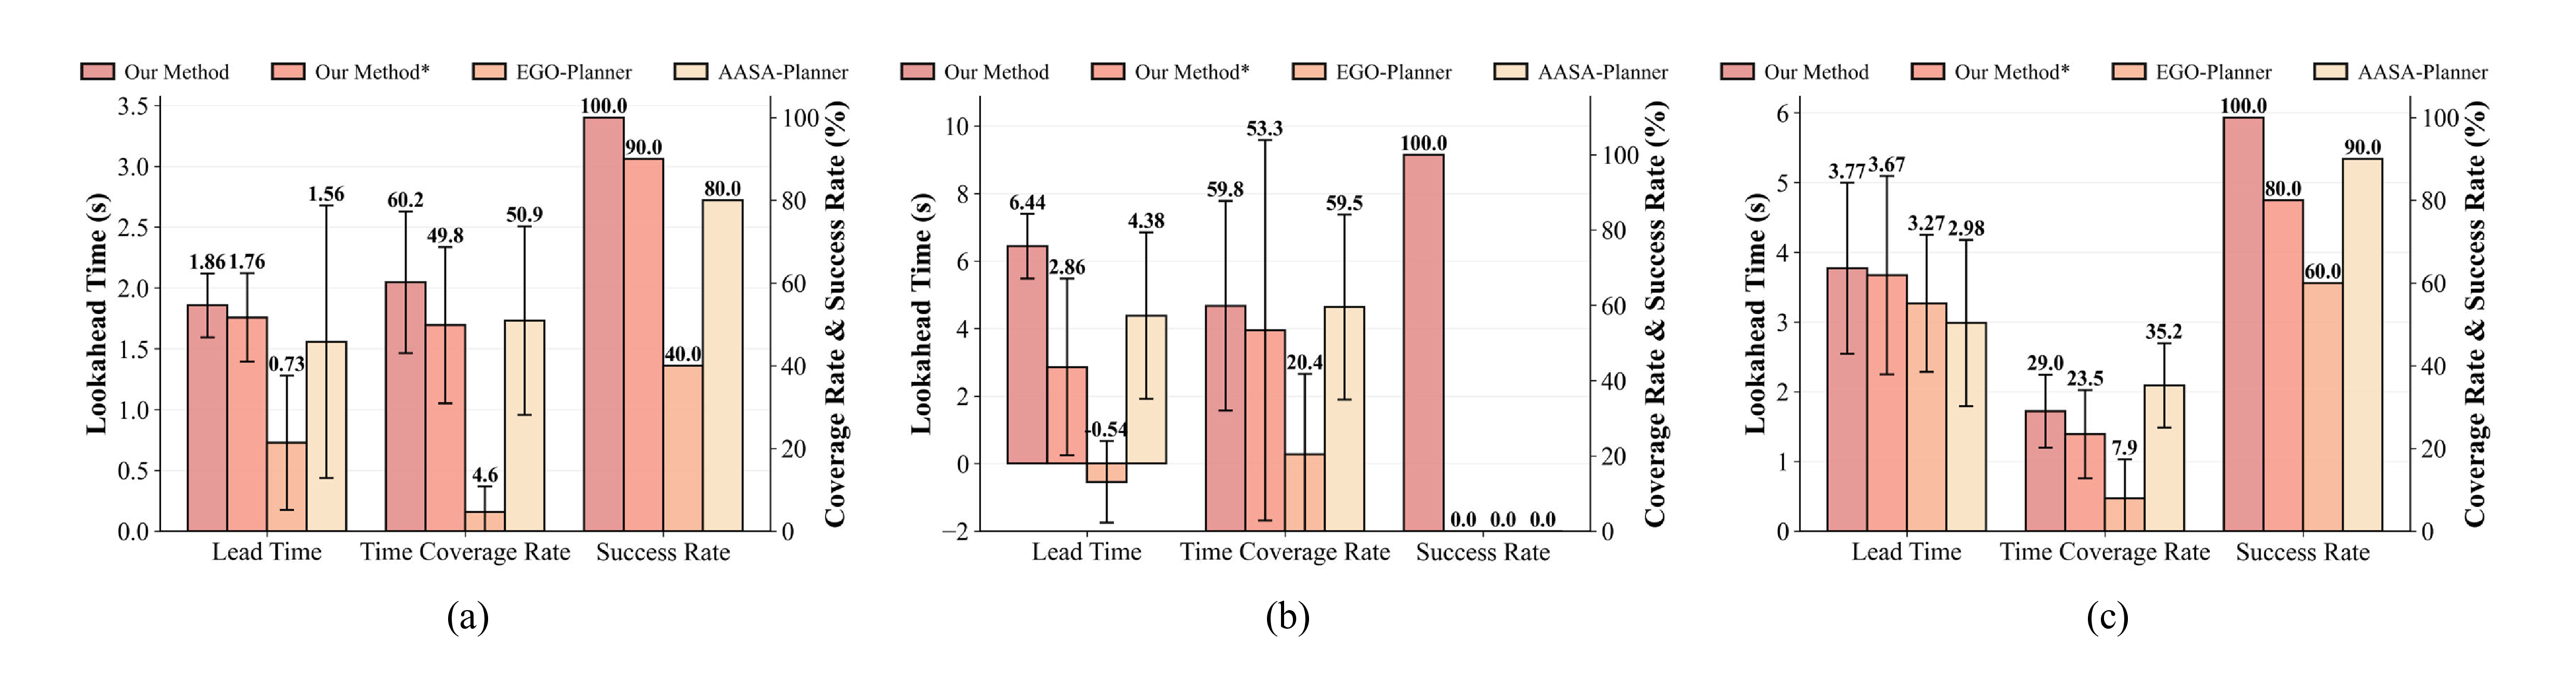 Our Method Our Method* EGO-Planner AASA-Planner
Lookahead Time (s)
3.5
3.0
2.5
2.0
1.5
1.0
0.5
0.0
1.86 1.76 0.73 1.56
60.2 49.8 4.6 50.9
100.0 90.0 40.0 80.0
100
80
60
40
20
0
Coverage Rate & Success Rate (%)
Lead Time Time Coverage Rate Success Rate
(a)
Our Method Our Method* EGO-Planner AASA-Planner
Lookahead Time (s)
10
8
6
4
2
0
−2
6.44 2.86 -0.54 4.38
59.8 53.3 20.4 59.5
100.0 0.0 0.0 0.0
100
80
60
40
20
0
Coverage Rate & Success Rate (%)
Lead Time Time Coverage Rate Success Rate
(b)
Our Method Our Method* EGO-Planner AASA-Planner
Lookahead Time (s)
6
5
4
3
2
1
0
3.77 3.67 3.27 2.98
29.0 23.5 7.9 35.2
100.0 80.0 60.0 90.0
100
80
60
40
20
0
Coverage Rate & Success Rate (%)
Lead Time Time Coverage Rate Success Rate
(c)